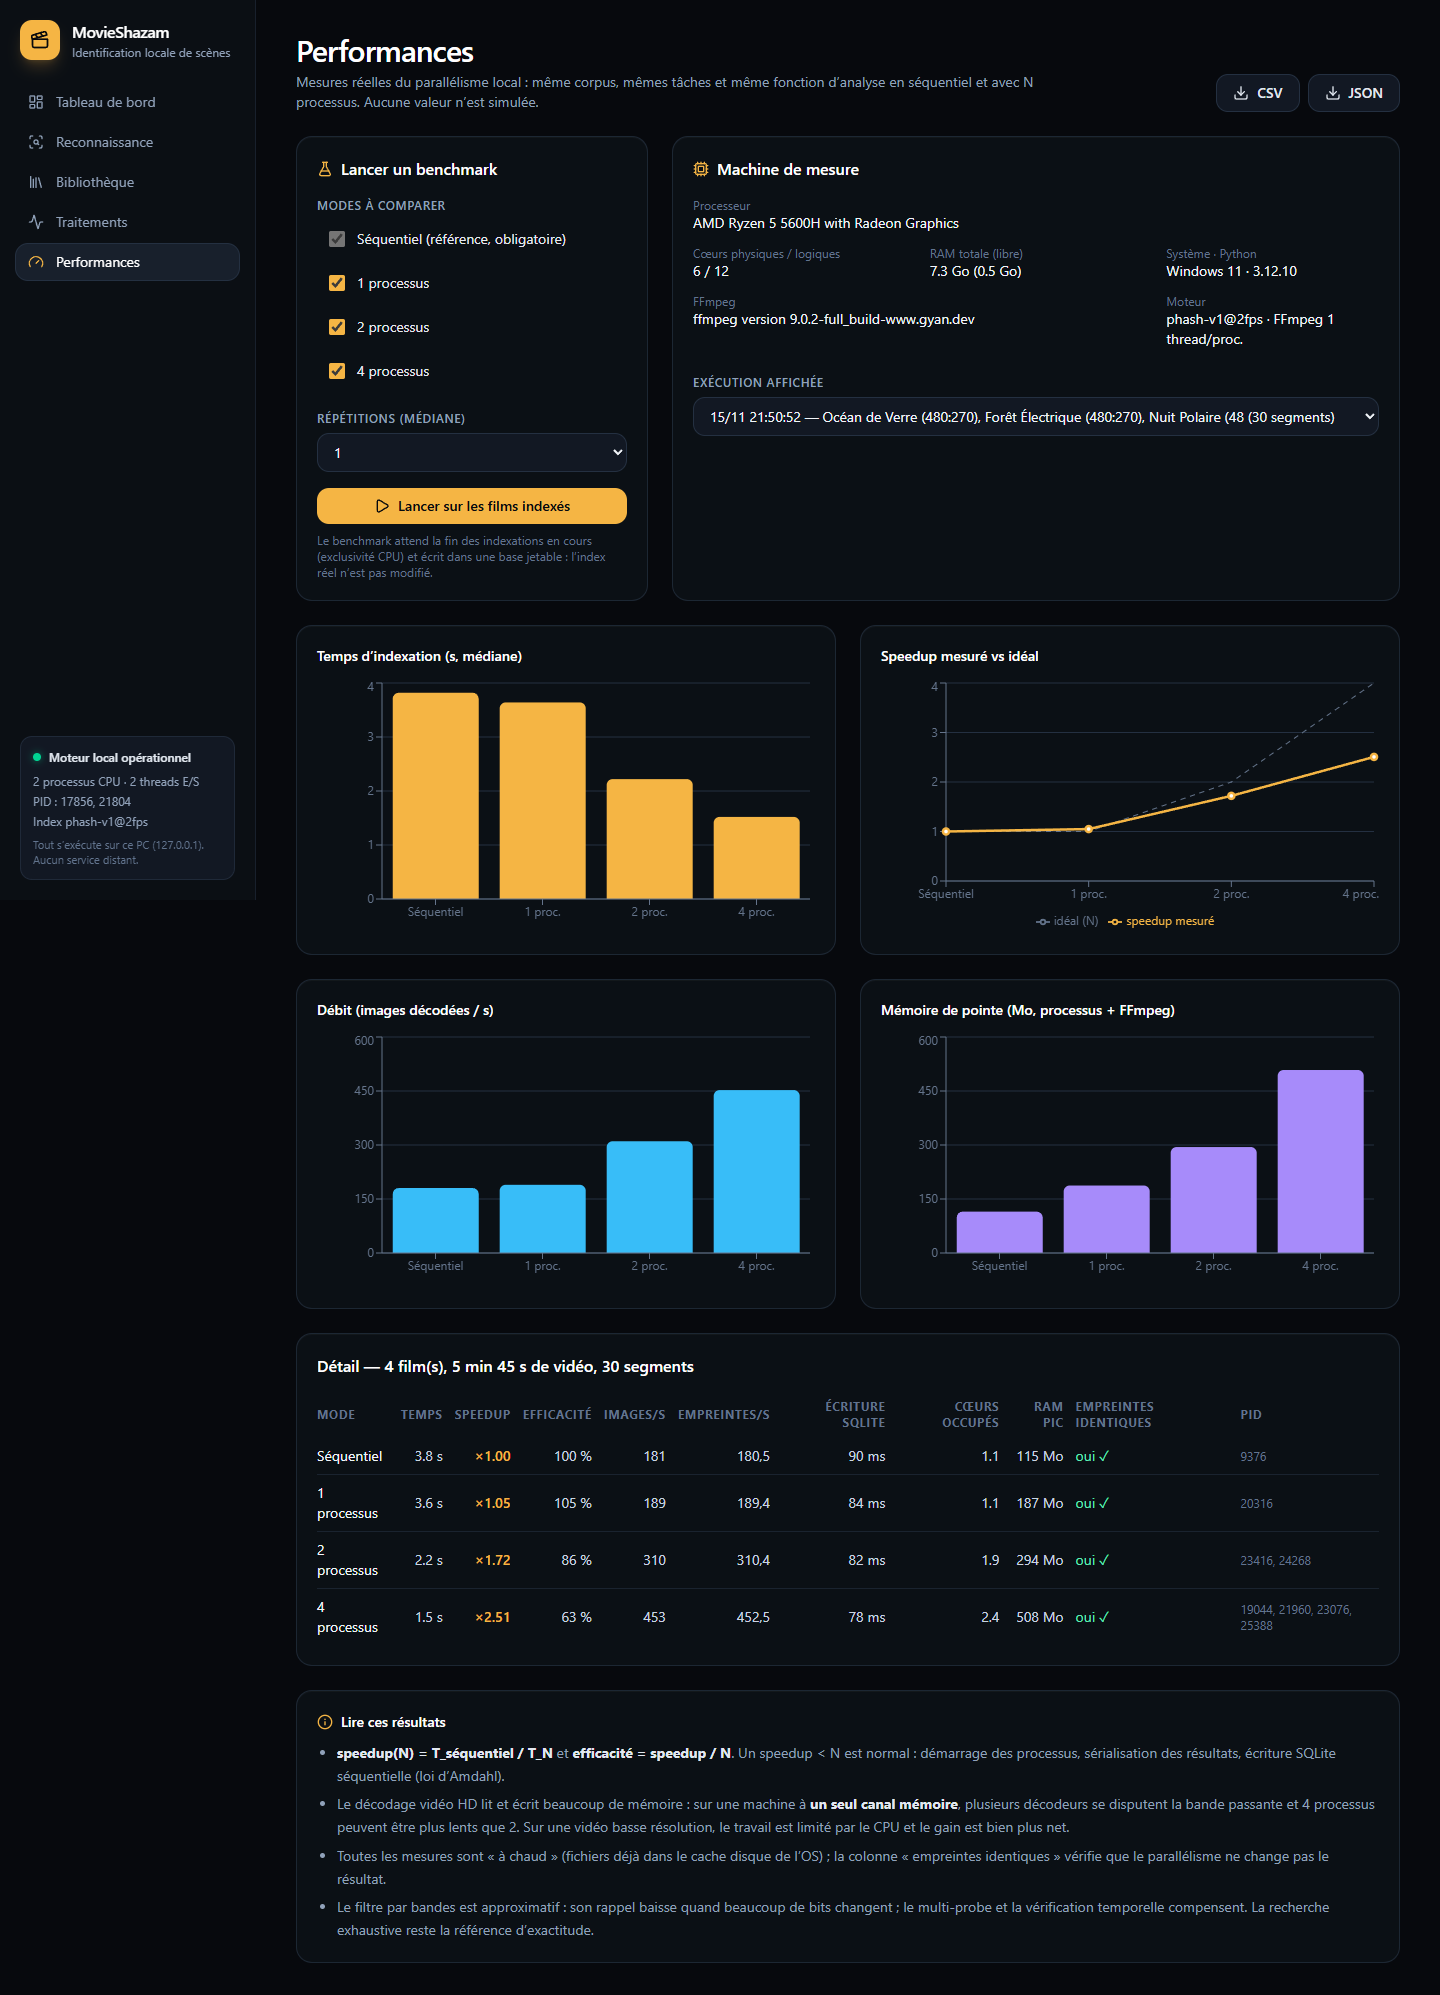 MovieShazam
Identification locale de scènes
Tableau de bord
Reconnaissance
Bibliothèque
Traitements
Performances
Moteur local opérationnel
2 processus CPU · 2 threads E/S
PID : 17856, 21804
Index phash-v1@2fps
Tout s'exécute sur ce PC (127.0.0.1).
Aucun service distant.
Performances
Mesures réelles du parallélisme local : même corpus, mêmes tâches et même fonction d'analyse en séquentiel et avec N
processus. Aucune valeur n'est simulée.
CSV
JSON
Lancer un benchmark
MODES À COMPARER
Séquentiel (référence, obligatoire)
1 processus
2 processus
4 processus
RÉPÉTITIONS (MÉDIANE)
1
Lancer sur les films indexés
Le benchmark attend la fin des indexations en cours
(exclusivité CPU) et écrit dans une base jetable : l'index
réel n'est pas modifié.
Machine de mesure
Processeur
AMD Ryzen 5 5600H with Radeon Graphics
Cœurs physiques / logiques
6 / 12
RAM totale (libre)
7.3 Go (0.5 Go)
Système · Python
Windows 11 · 3.12.10
FFmpeg
ffmpeg version 9.0.2-full_build-www.gyan.dev
Moteur
phash-v1@2fps · FFmpeg 1
thread/proc.
EXÉCUTION AFFICHÉE
15/11 21:50:52 — Océan de Verre (480:270), Forêt Électrique (480:270), Nuit Polaire (48 (30 segments)
Temps d'indexation (s, médiane)
4
3
2
1
0
Séquentiel 1 proc. 2 proc. 4 proc.
Speedup mesuré vs idéal
4
3
2
1
0
Séquentiel 1 proc. 2 proc. 4 proc.
idéal (N) speedup mesuré
Débit (images décodées / s)
600
450
300
150
0
Séquentiel 1 proc. 2 proc. 4 proc.
Mémoire de pointe (Mo, processus + FFmpeg)
600
450
300
150
0
Séquentiel 1 proc. 2 proc. 4 proc.
Détail — 4 film(s), 5 min 45 s de vidéo, 30 segments
MODE TEMPS SPEEDUP EFFICACITÉ IMAGES/S EMPREINTES/S ÉCRITURE SQLITE CŒURS OCCUPÉS RAM PIC EMPREINTES IDENTIQUES PID
Séquentiel 3.8 s ×1.00 100 % 181 180,5 90 ms 1.1 115 Mo oui ✓ 9376
1 processus 3.6 s ×1.05 105 % 189 189,4 84 ms 1.1 187 Mo oui ✓ 20316
2 processus 2.2 s ×1.72 86 % 310 310,4 82 ms 1.9 294 Mo oui ✓ 23416, 24268
4 processus 1.5 s ×2.51 63 % 453 452,5 78 ms 2.4 508 Mo oui ✓ 19044, 21960, 23076, 25388
Lire ces résultats
• speedup(N) = T_séquentiel / T_N et efficacité = speedup / N. Un speedup < N est normal : démarrage des processus, sérialisation des résultats, écriture SQLite
séquentielle (loi d'Amdahl).
• Le décodage vidéo HD lit et écrit beaucoup de mémoire : sur une machine à un seul canal mémoire, plusieurs décodeurs se disputent la bande passante et 4 processus
peuvent être plus lents que 2. Sur une vidéo basse résolution, le travail est limité par le CPU et le gain est bien plus net.
• Toutes les mesures sont « à chaud » (fichiers déjà dans le cache disque de l'OS) ; la colonne « empreintes identiques » vérifie que le parallélisme ne change pas le
résultat.
• Le filtre par bandes est approximatif : son rappel baisse quand beaucoup de bits changent ; le multi-probe et la vérification temporelle compensent. La recherche
exhaustive reste la référence d'exactitude.